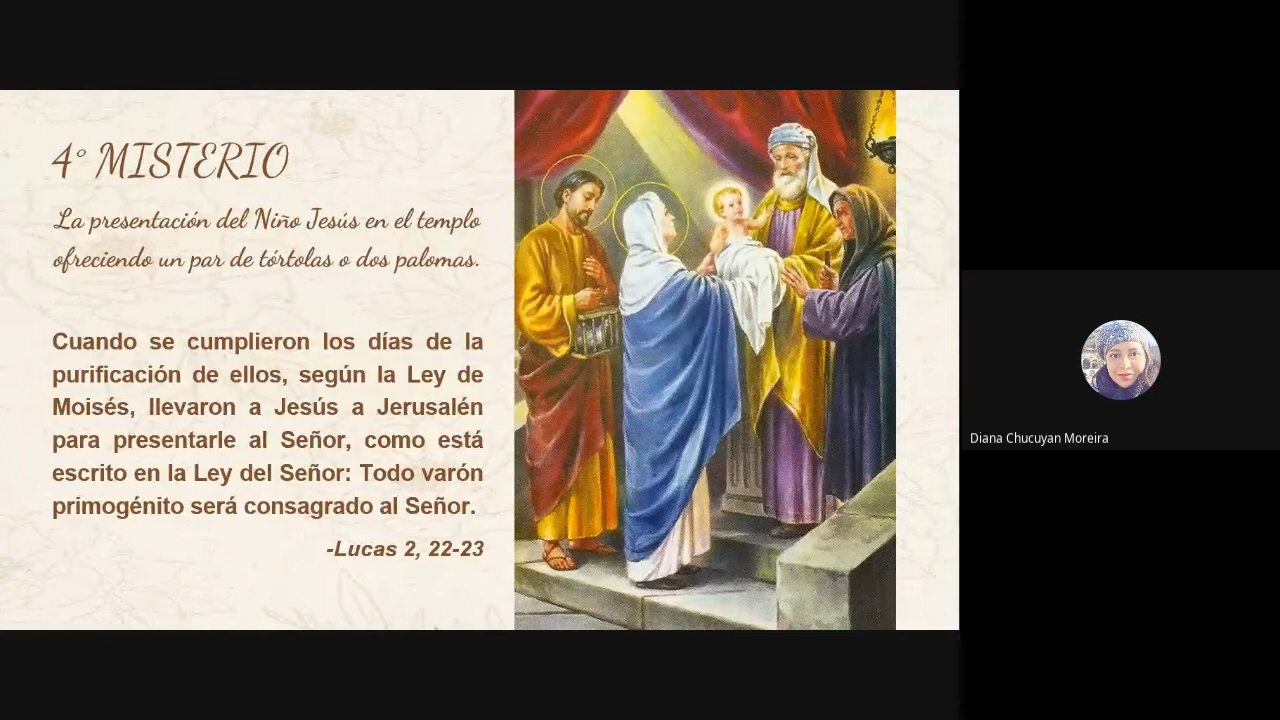 4° MISTERIO
La presentación del Niño Jesús en el templo
ofreciendo un par de tórtolas o dos palomas.
Cuando se cumplieron los días de la
purificación de ellos, según la Ley de
Moisés, llevaron a Jesús a Jerusalén
para presentarle al Señor, como está
escrito en la Ley del Señor: Todo varón
primogénito será consagrado al Señor.
-Lucas 2, 22-23
Diana Chucuyan Moreira